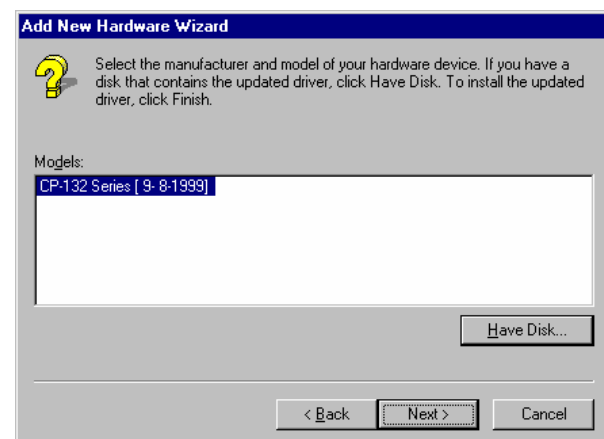 Add New Hardware Wizard
Select the manufacturer and model of your hardware device. If you have a
disk that contains the updated driver, click Have Disk. To install the updated
driver, click Finish.
Models:
CP-132 Series [ 9- 8-1999]
Have Disk...
< Back
Next >
Cancel